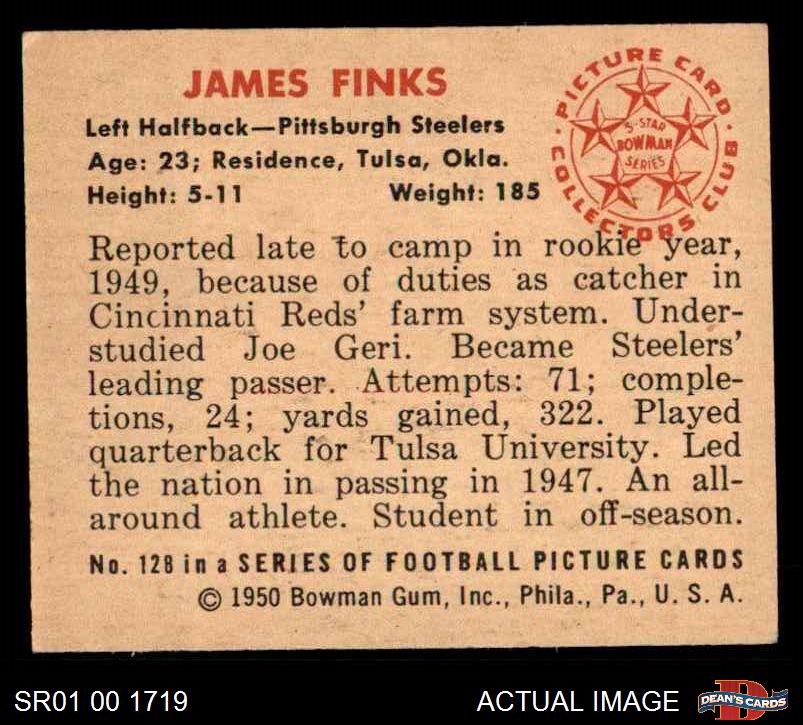 JAMES FINKS
Left Halfback—Pittsburgh Steelers
Age: 23; Residence, Tulsa, Okla.
Height: 5-11 Weight: 185
PICTURE CARD
COLLECTORS CLUB
5-STAR
BOWMAN
SERIES
Reported late to camp in rookie year,
1949, because of duties as catcher in
Cincinnati Reds' farm system. Under-
studied Joe Geri. Became Steelers'
leading passer. Attempts: 71; comple-
tions, 24; yards gained, 322. Played
quarterback for Tulsa University. Led
the nation in passing in 1947. An all-
around athlete. Student in off-season.
No. 128 in a SERIES OF FOOTBALL PICTURE CARDS
© 1950 Bowman Gum, Inc., Phila., Pa., U. S. A.
SR01 00 1719
ACTUAL IMAGE
D
DEAN'S CARDS